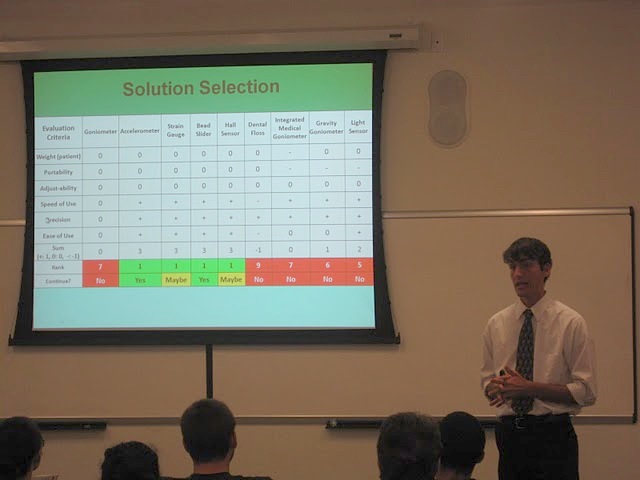 Solution Selection
Evaluation Criteria Goniometer Accelerometer Strain Gauge Bead Slider Hall Sensor Dental Floss Integrated Medical Goniometer Gravity Goniometer Light Sensor
Weight (patient) 0 0 0 0 0 0 - 0 0
Portability 0 0 0 0 0 0 - - -
Adjust-ability 0 0 0 0 0 0 0 0 0
Speed of Use 0 + + + + - + + +
Precision 0 + + + + + + + +
Ease of Use 0 + + + + - 0 0 +
Sum (+: 1, 0: 0, -: -1) 0 3 3 3 3 -1 0 1 2
Rank 7 1 1 1 1 9 7 6 5
Continue? No Yes Maybe Yes Maybe No No No No